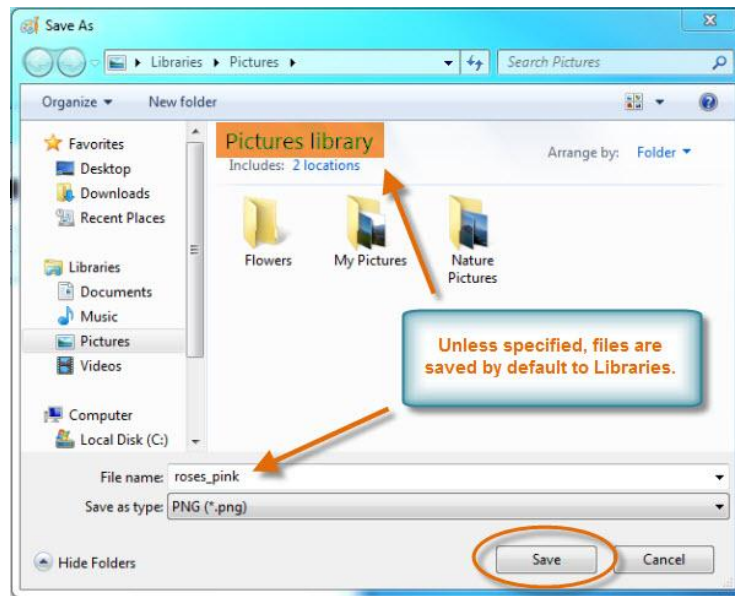 Save As
Libraries ▸ Pictures ▸
Search Pictures
Organize ▾ New folder
Favorites
Desktop
Downloads
Recent Places
Libraries
Documents
Music
Pictures
Videos
Computer
Local Disk (C:)
Pictures library
Includes: 2 locations
Arrange by: Folder ▾
Flowers
My Pictures
Nature
Pictures
Unless specified, files are
saved by default to Libraries.
File name: roses_pink
Save as type: PNG (*.png)
Hide Folders
Save
Cancel